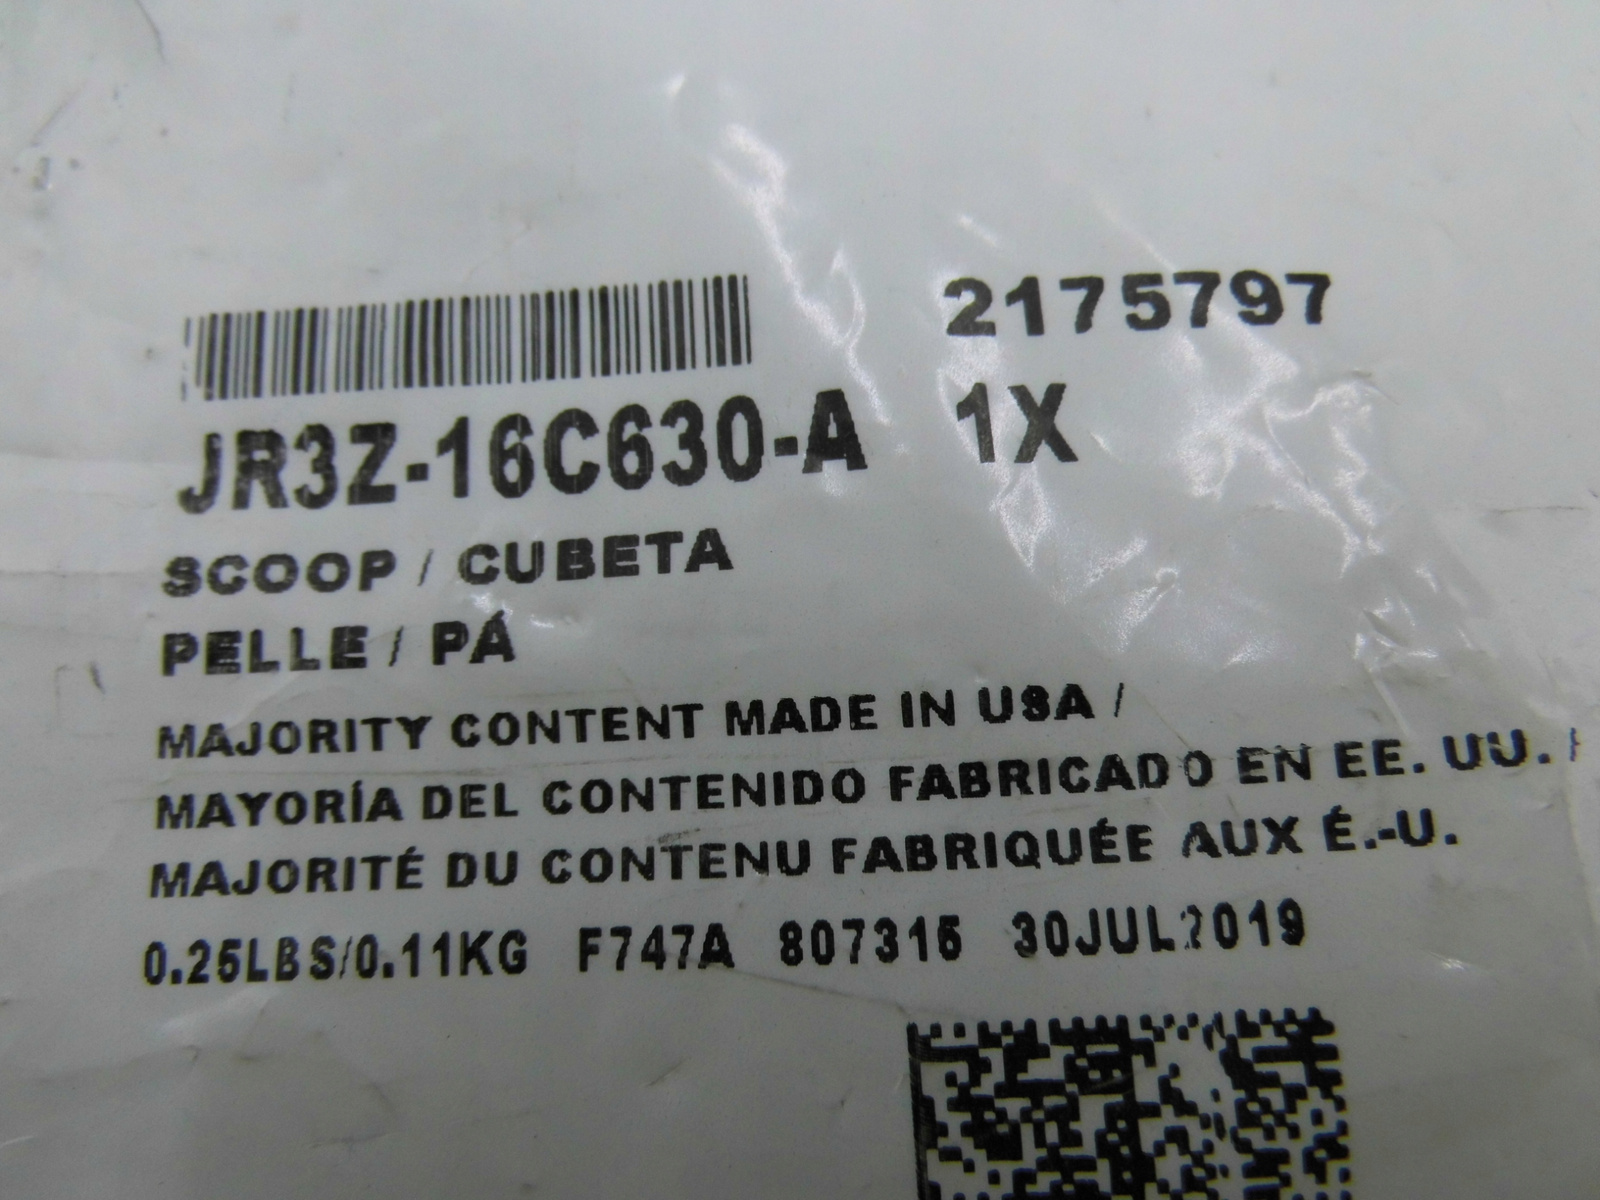 2175797
JR3Z-16C630-A 1X
SCOOP / CUBETA
PELLE / PÁ
MAJORITY CONTENT MADE IN USA /
MAYORÍA DEL CONTENIDO FABRICADO EN EE. UU. /
MAJORITÉ DU CONTENU FABRIQUÉE AUX É.-U.
0.25LBS/0.11KG F747A 807315 30JUL2019